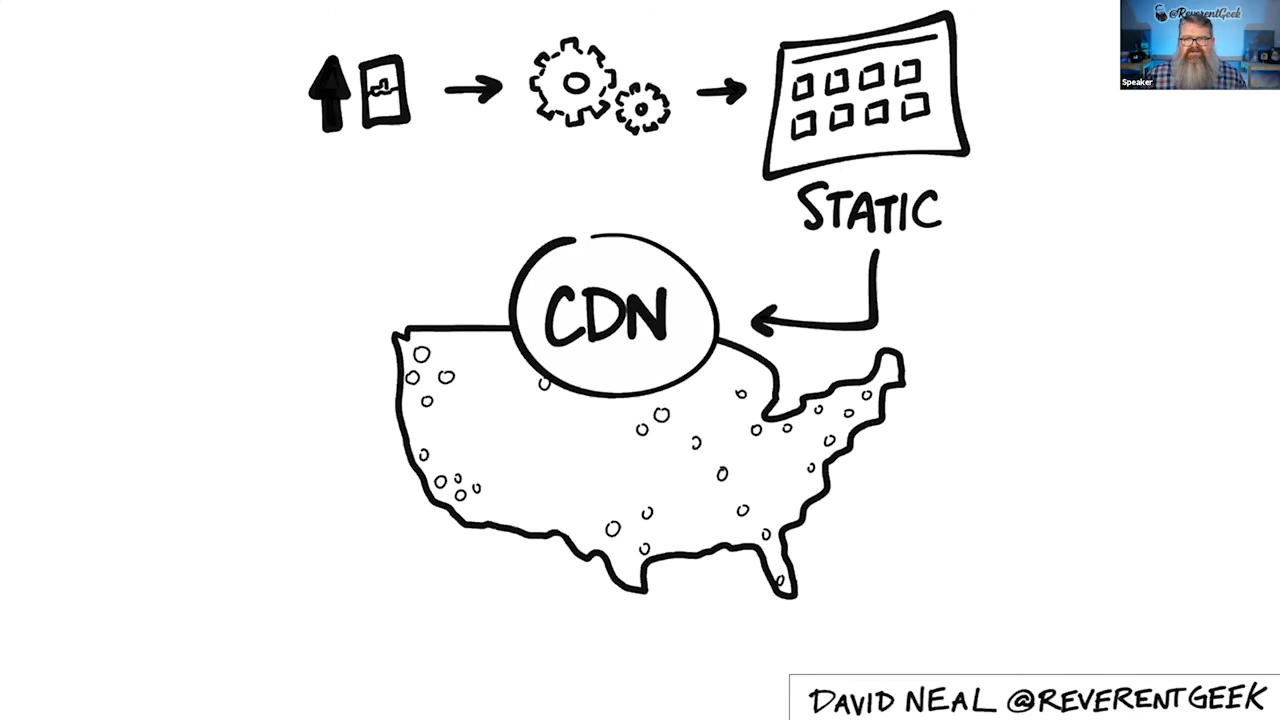 @ReverentGeek
Speaker
STATIC
CDN
DAVID NEAL @REVERENTGEEK